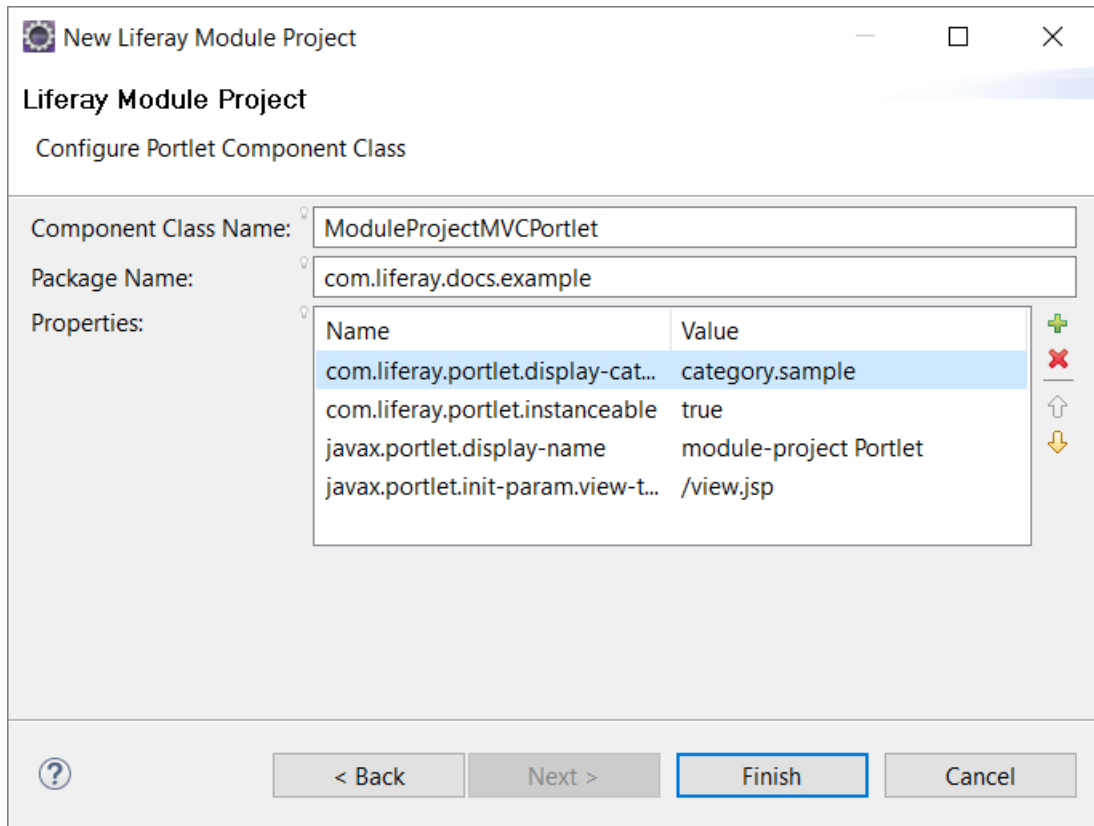 New Liferay Module Project
Liferay Module Project
Configure Portlet Component Class
Component Class Name: ModuleProjectMVCPortlet
Package Name: com.liferay.docs.example
Properties:
Name Value
com.liferay.portlet.display-cat... category.sample
com.liferay.portlet.instanceable true
javax.portlet.display-name module-project Portlet
javax.portlet.init-param.view-t... /view.jsp
? < Back Next > Finish Cancel